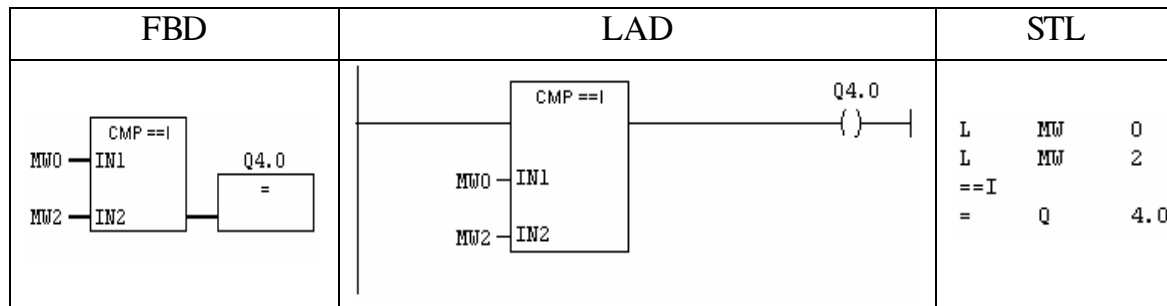 FBD
LAD
STL
CMP ==I
MW0 IN1
Q4.0
=
MW2 IN2
CMP ==I
Q4.0
( )
MW0 IN1
MW2 IN2
L MW 0
L MW 2
==I
= Q 4.0